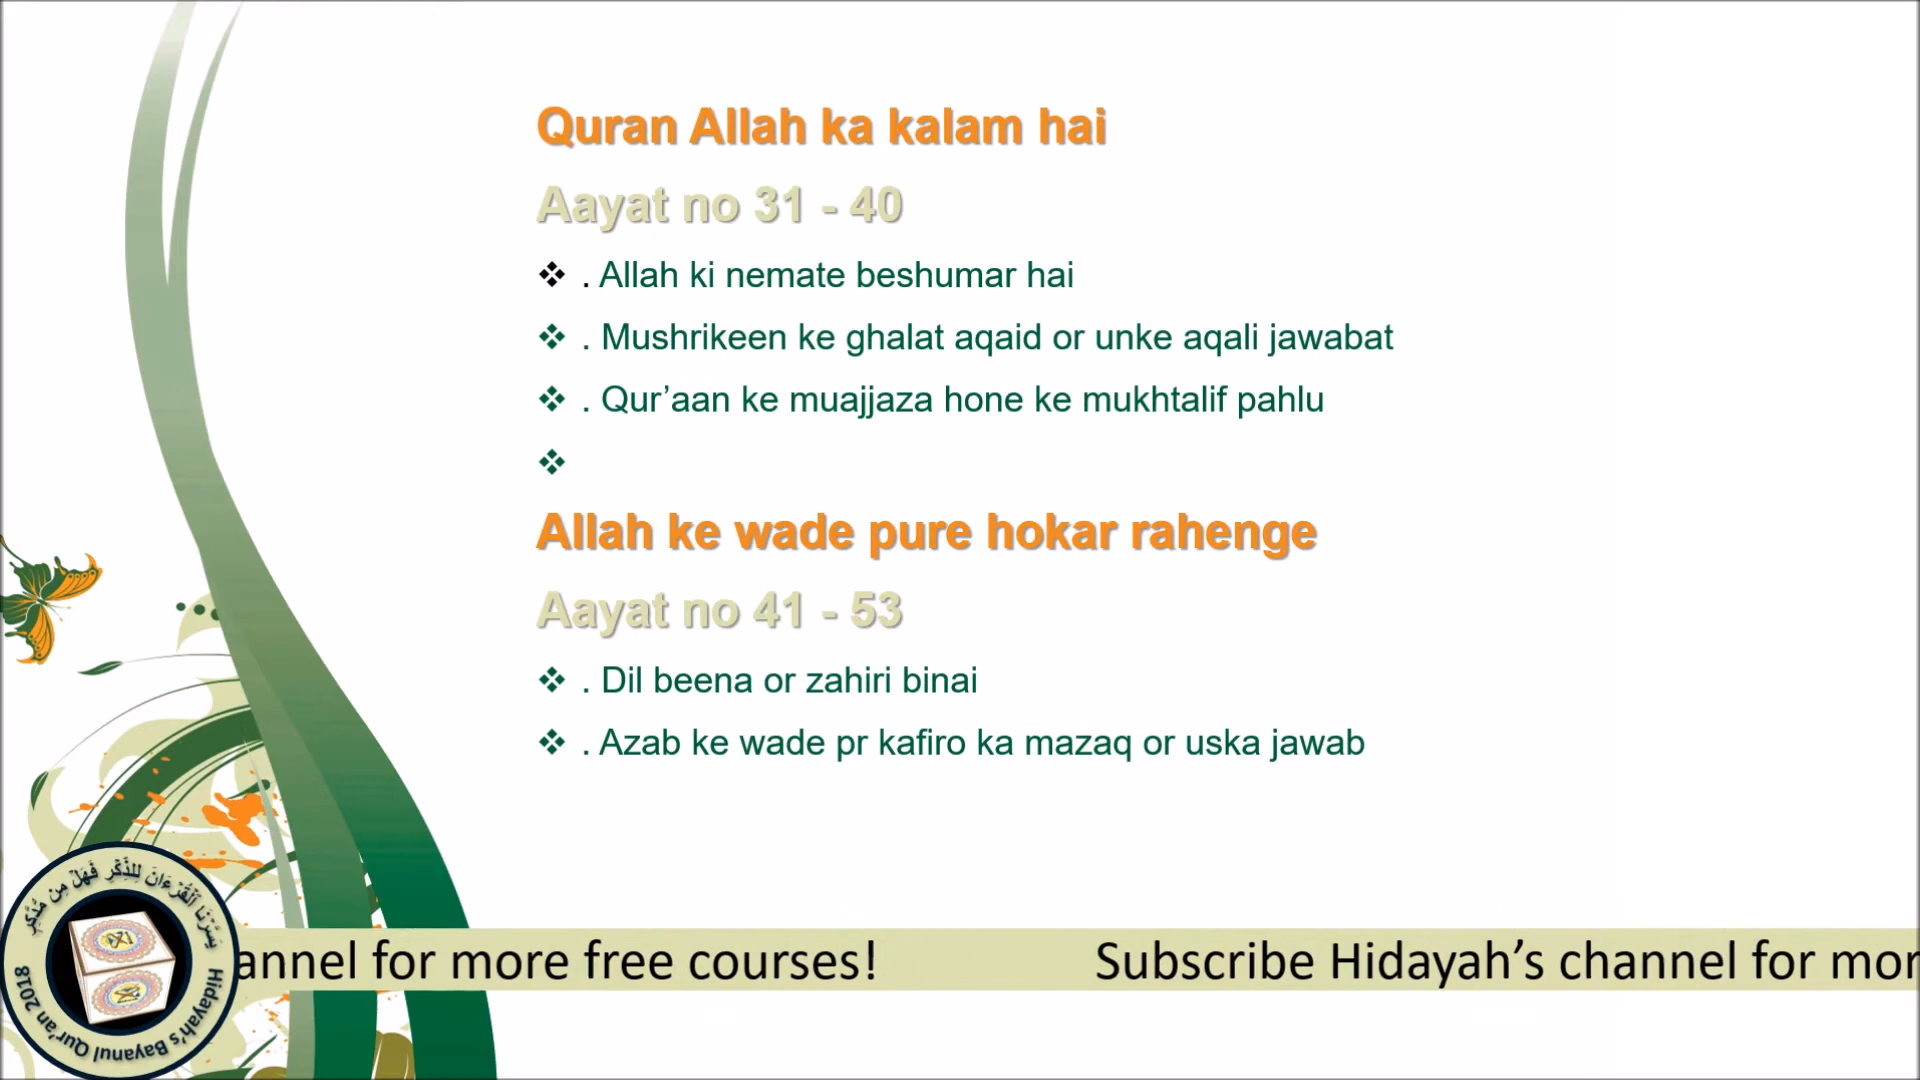 Quran Allah ka kalam hai
Aayat no 31 - 40
❖ . Allah ki nemate beshumar hai
❖ . Mushrikeen ke ghalat aqaid or unke aqali jawabat
❖ . Qur’aan ke muajjaza hone ke mukhtalif pahlu
❖
Allah ke wade pure hokar rahenge
Aayat no 41 - 53
❖ . Dil beena or zahiri binai
❖ . Azab ke wade pr kafiro ka mazaq or uska jawab
annel for more free courses! Subscribe Hidayah’s channel for mor
يَسَّرْنَا ٱلْقُرْءَانَ لِلذِّكْرِ فَهَلْ مِن مُّدَّكِرٍ
Hidayah's Bayanul Qur'an 2018